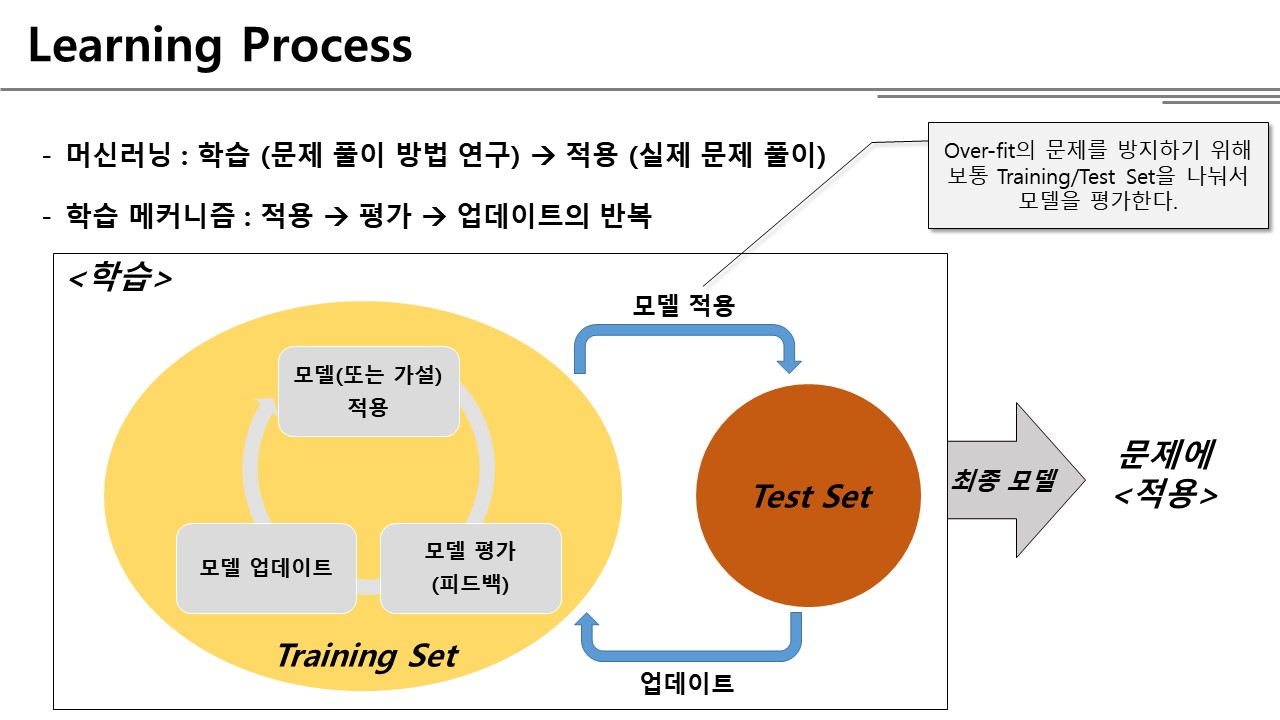 Learning Process
- 머신러닝 : 학습 (문제 풀이 방법 연구) → 적용 (실제 문제 풀이)
- 학습 메커니즘 : 적용 → 평가 → 업데이트의 반복
Over-fit의 문제를 방지하기 위해
보통 Training/Test Set을 나눠서
모델을 평가한다.
<학습>
모델 적용
모델(또는 가설)
적용
모델 업데이트
모델 평가
(피드백)
Training Set
Test Set
업데이트
최종 모델
문제에
<적용>